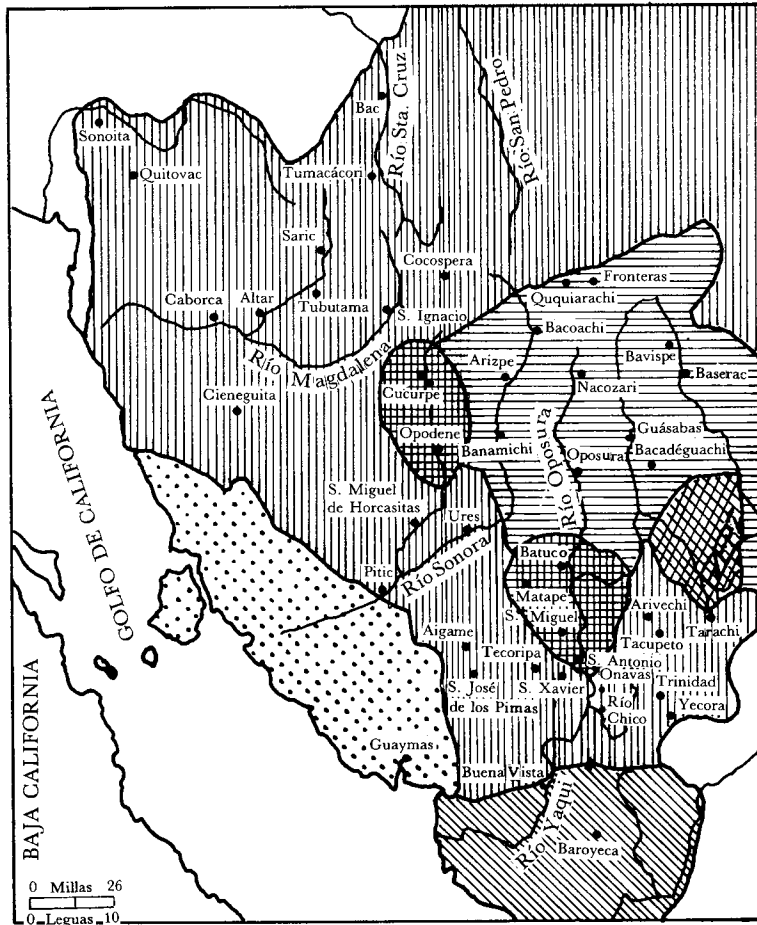 Bac
Río Sta. Cruz
Río San Pedro
Sonoita
Quitovac
Tumacácori
Saric
Cocospera
Fronteras
Ququiarachi
Caborca
Altar
Tubutama
S. Ignacio
Bacoachi
Río Magdalena
Arizpe
Bavispe
Nacozari
Baserac
Cucurpe
Cieneguita
Opodene
Banamichi
Río Oposura
Guásabas
Oposura
Bacadéguachi
GOLFO DE CALIFORNIA
S. Miguel
de Horcasitas
Ures
Río Sonora
Batuco
Pitic
Matape
S. Miguel
Arivechi
Tacupeto
Tarachi
Aigame
Tecoripa
S. Antonio
Onavas
S. José
de los Pimas
S. Xavier
Río
Chico
Trinidad
Yecora
Guaymas
Buena Vista
Río Yaqui
Baroyeca
BAJA CALIFORNIA
0 Millas 26
0 Leguas 10